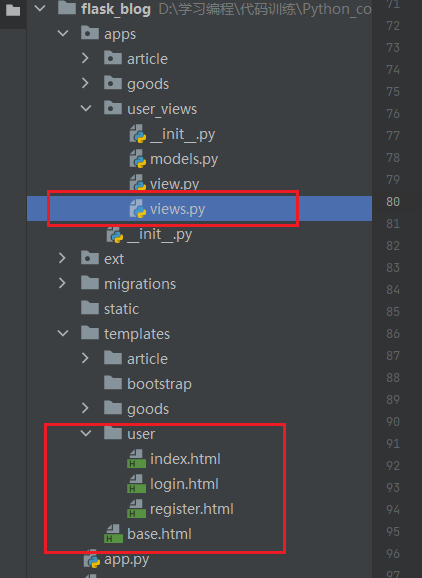 flask_blog D:\学习编程\代码训练\Python_co
apps
article
goods
user_views
__init__.py
models.py
view.py
views.py
__init__.py
ext
migrations
static
templates
article
bootstrap
goods
user
index.html
login.html
register.html
base.html
app.py
71
72
73
74
75
76
77
78
79
80
81
82
83
84
85
86
87
88
89
90
91
92
93
94
95